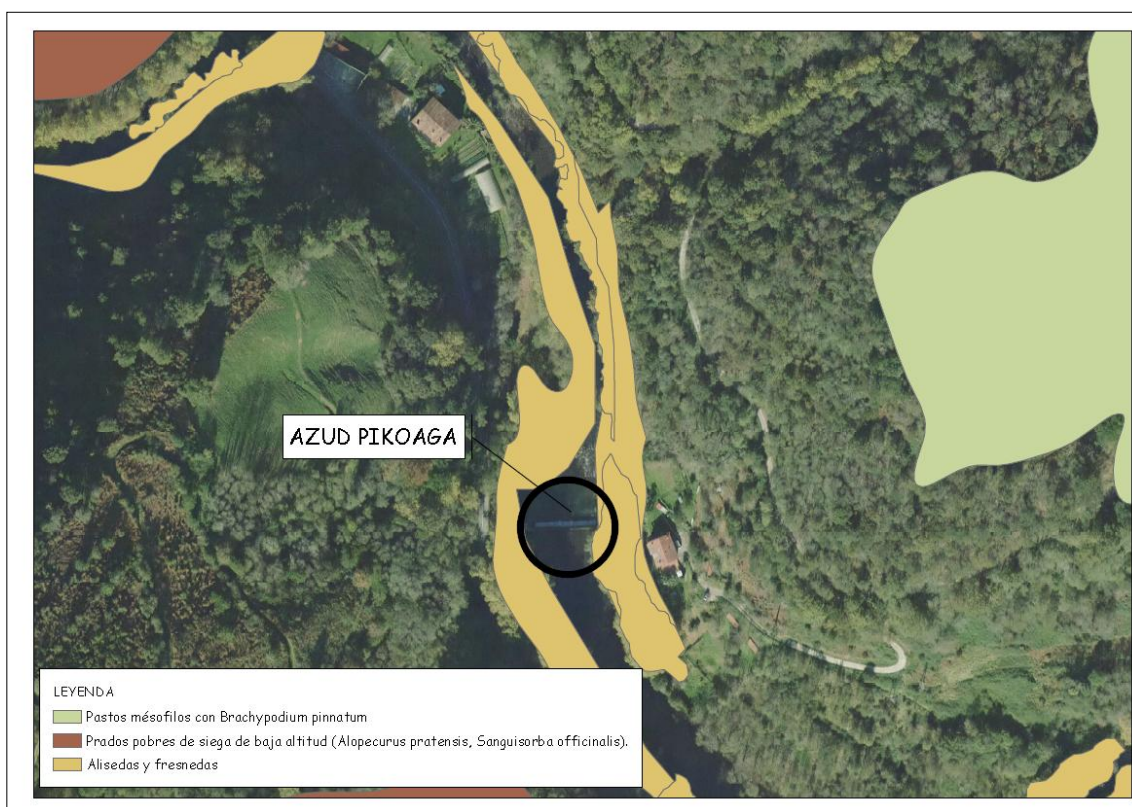 AZUD PIKOAGA
LEYENDA
Pastos mésofilos con Brachypodium pinnatum
Prados pobres de siega de baja altitud (Alopecurus pratensis, Sanguisorba officinalis).
Alisedas y fresnedas